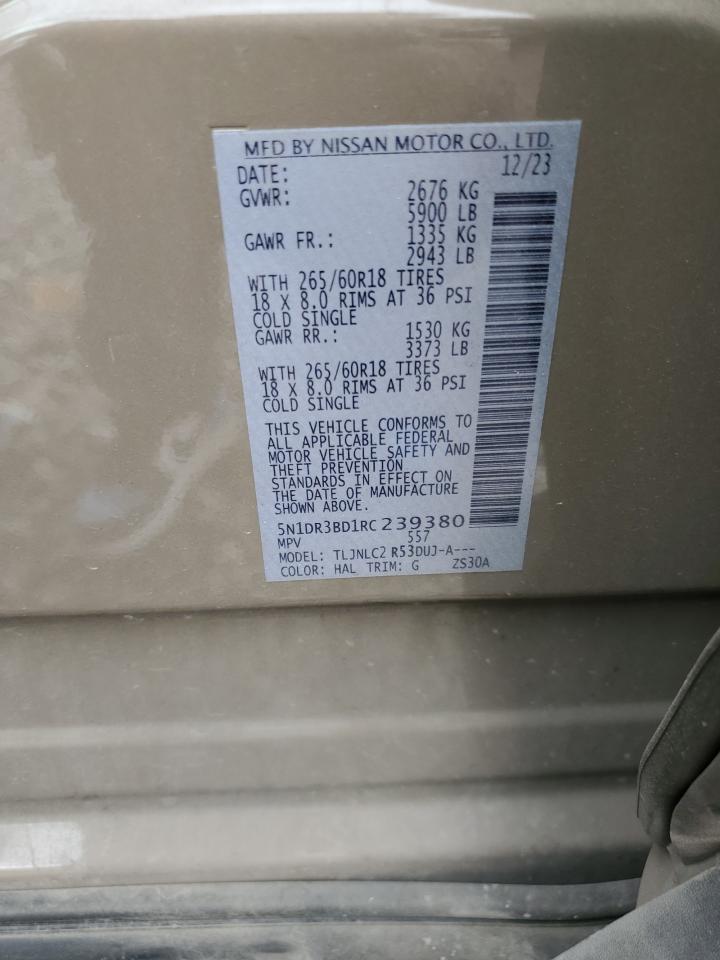 MFD BY NISSAN MOTOR CO., LTD.
DATE: 12/23
GVWR: 2676 KG
5900 LB
GAWR FR.: 1335 KG
2943 LB
WITH 265/60R18 TIRES
18 X 8.0 RIMS AT 36 PSI
COLD SINGLE
GAWR RR.: 1530 KG
3373 LB
WITH 265/60R18 TIRES
18 X 8.0 RIMS AT 36 PSI
COLD SINGLE
THIS VEHICLE CONFORMS TO
ALL APPLICABLE FEDERAL
MOTOR VEHICLE SAFETY AND
THEFT PREVENTION
STANDARDS IN EFFECT ON
THE DATE OF MANUFACTURE
SHOWN ABOVE.
5N1DR3BD1RC 239380
MPV 557
MODEL: TLJNLC2 R53DUJ-A---
COLOR: HAL TRIM: G ZS30A